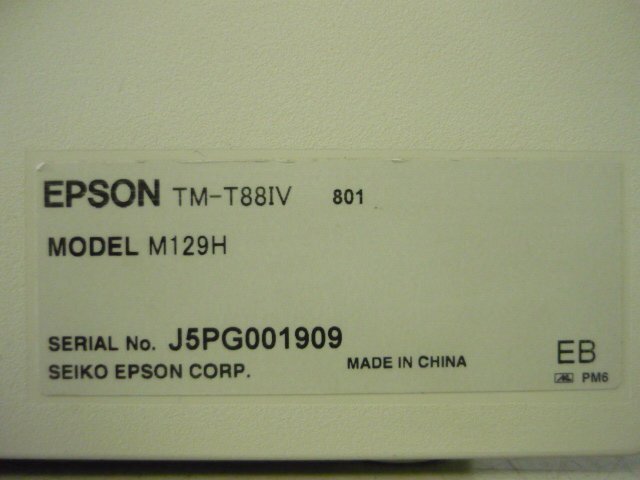 EPSON TM-T88IV 801
MODEL M129H
SERIAL No. J5PG001909
SEIKO EPSON CORP. MADE IN CHINA
EB
PM6